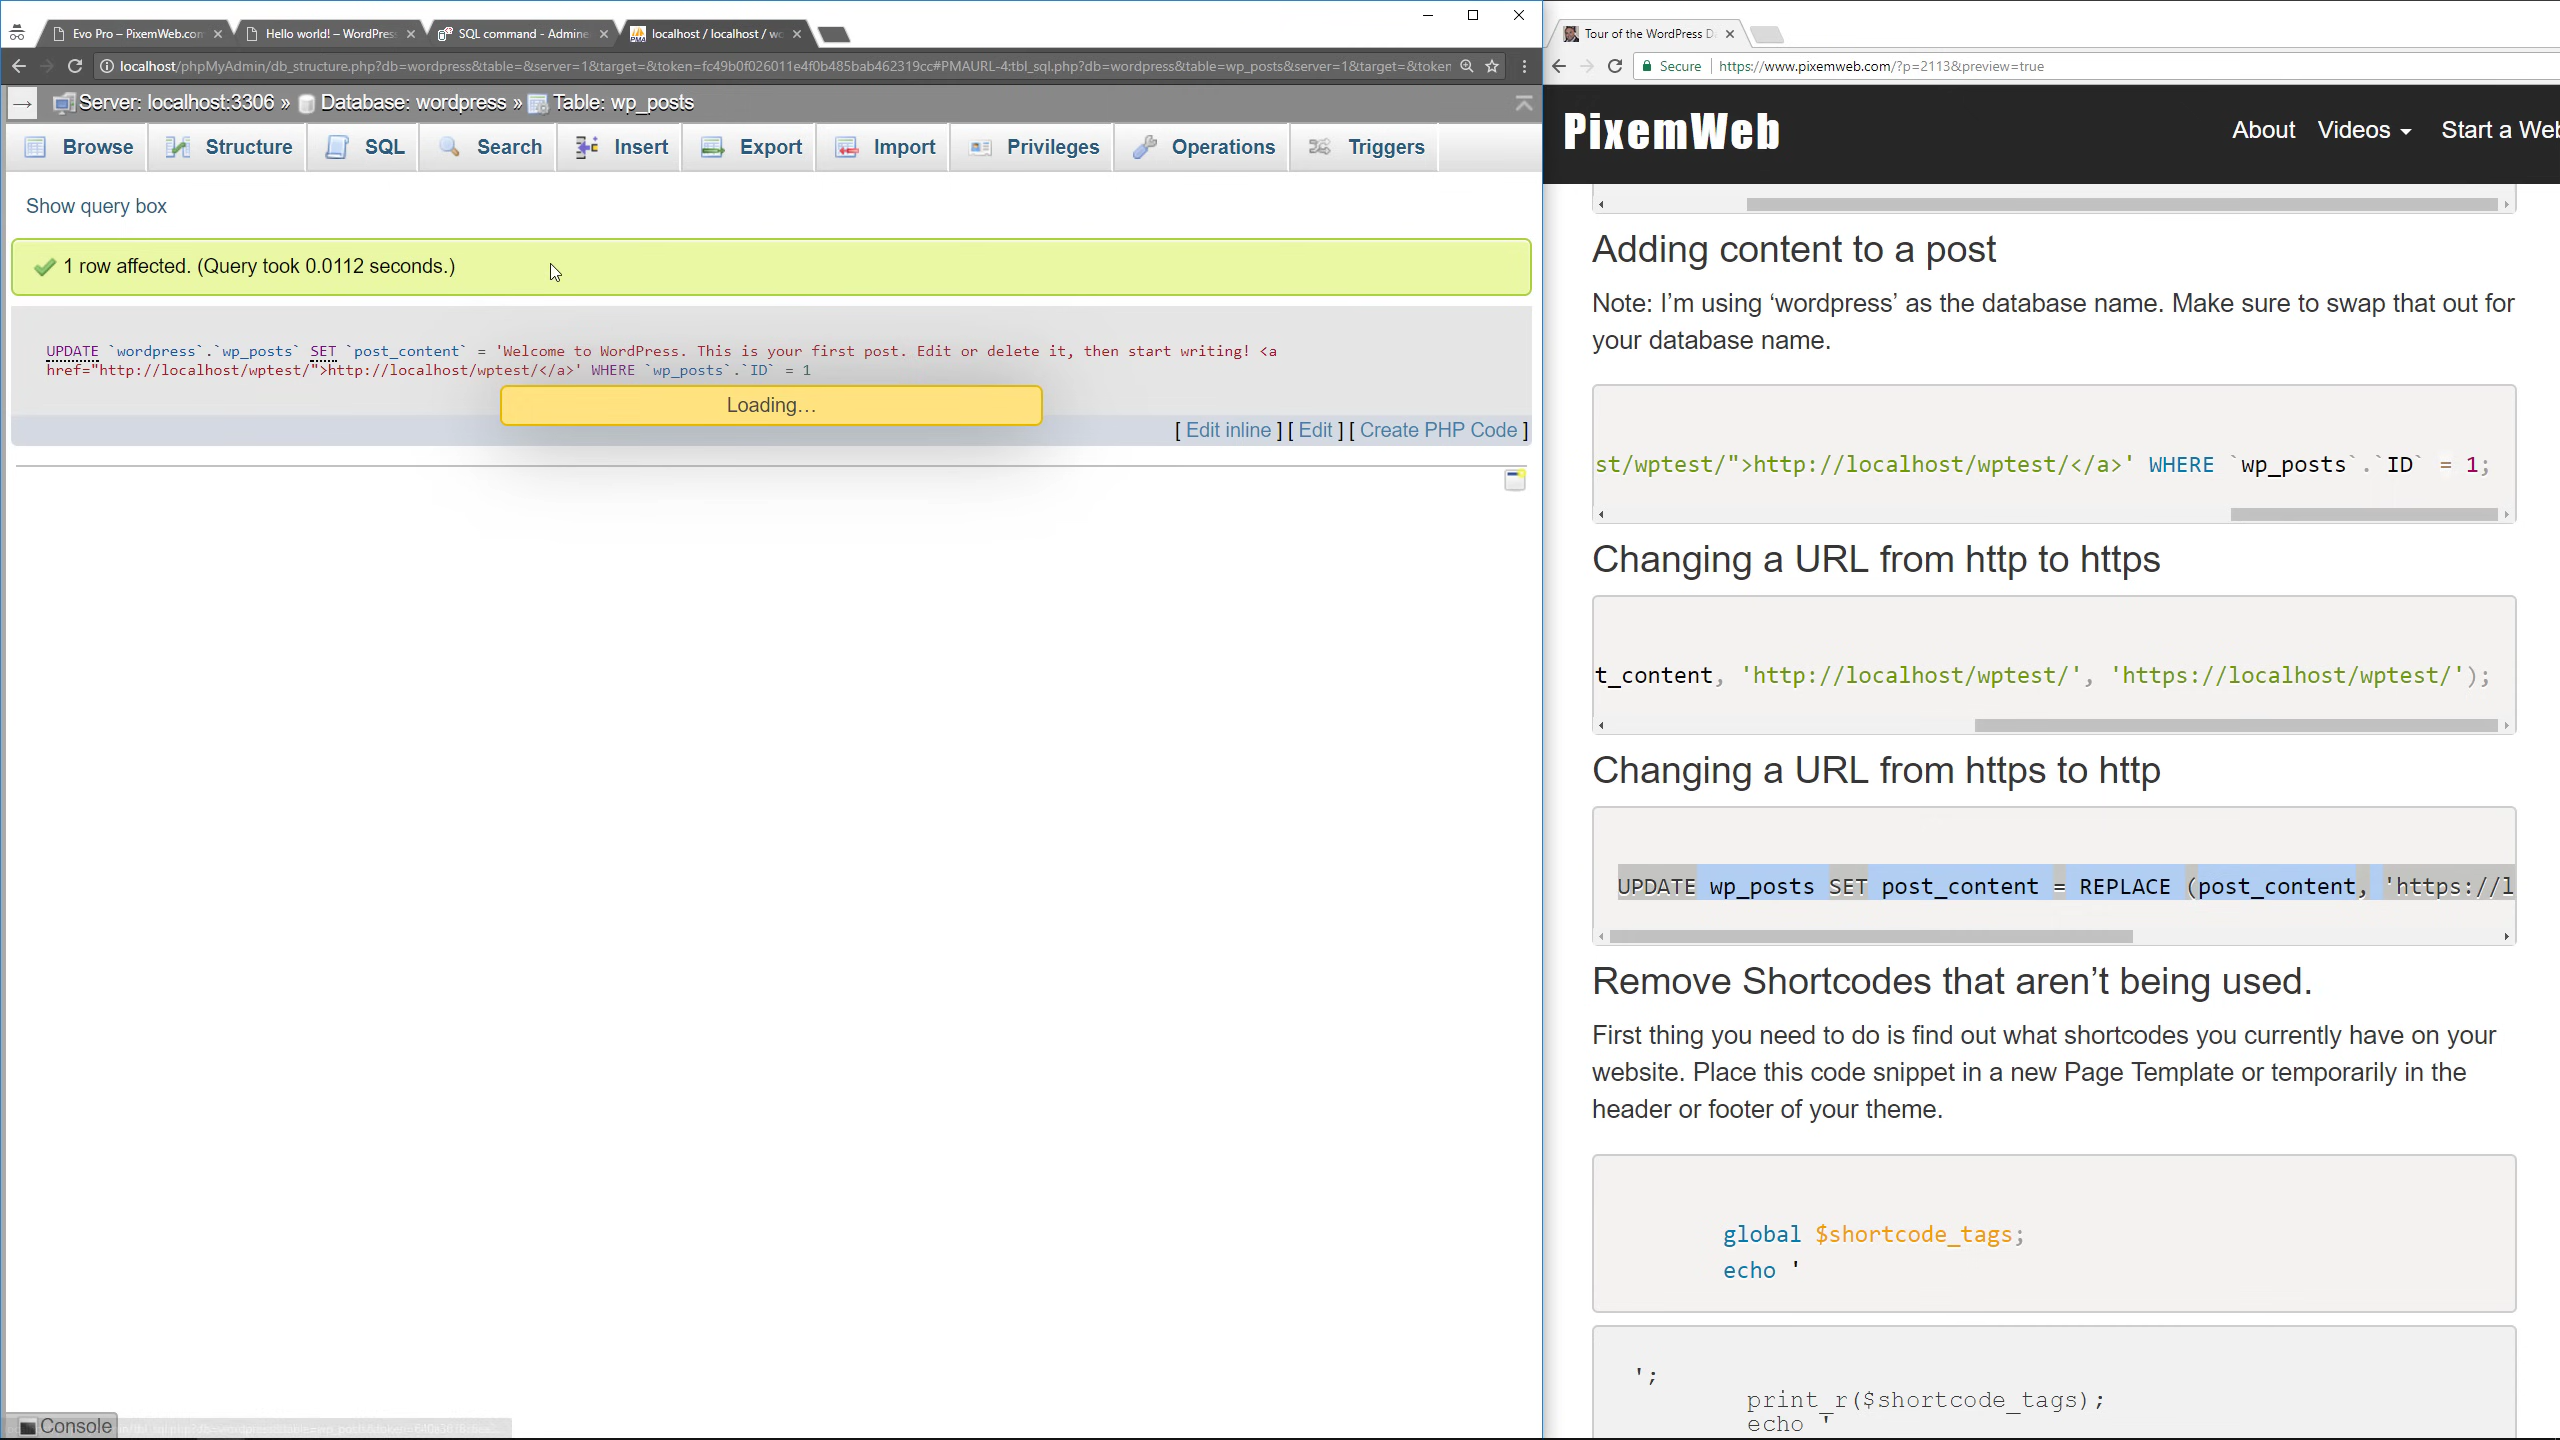 Evo Pro – PixemWeb.com
Hello world! – WordPress
SQL command - Admine
localhost / localhost / wo
localhost/phpMyAdmin/db_structure.php?db=wordpress&table=&server=1&target=&token=fc49b0f026011e4f0b485bab462319cc#PMAURL-4:tbl_sql.php?db=wordpress&table=wp_posts&server=1&target=&token
Server: localhost:3306 » Database: wordpress » Table: wp_posts
Browse Structure SQL Search Insert Export Import Privileges Operations Triggers
Show query box
1 row affected. (Query took 0.0112 seconds.)
UPDATE `wordpress`.`wp_posts` SET `post_content` = 'Welcome to WordPress. This is your first post. Edit or delete it, then start writing! <a
href="http://localhost/wptest/">http://localhost/wptest/</a>' WHERE `wp_posts`.`ID` = 1
Loading…
[ Edit inline ] [ Edit ] [ Create PHP Code ]
Console
Tour of the WordPress D
Secure https://www.pixemweb.com/?p=2113&preview=true
PixemWeb
About Videos Start a Web
Adding content to a post
Note: I’m using ‘wordpress’ as the database name. Make sure to swap that out for
your database name.
st/wptest/">http://localhost/wptest/</a>' WHERE `wp_posts`.`ID` = 1;
Changing a URL from http to https
t_content, 'http://localhost/wptest/', 'https://localhost/wptest/');
Changing a URL from https to http
UPDATE wp_posts SET post_content = REPLACE (post_content, 'https://l
Remove Shortcodes that aren’t being used.
First thing you need to do is find out what shortcodes you currently have on your
website. Place this code snippet in a new Page Template or temporarily in the
header or footer of your theme.
global $shortcode_tags;
echo '
';
print_r($shortcode_tags);
echo '